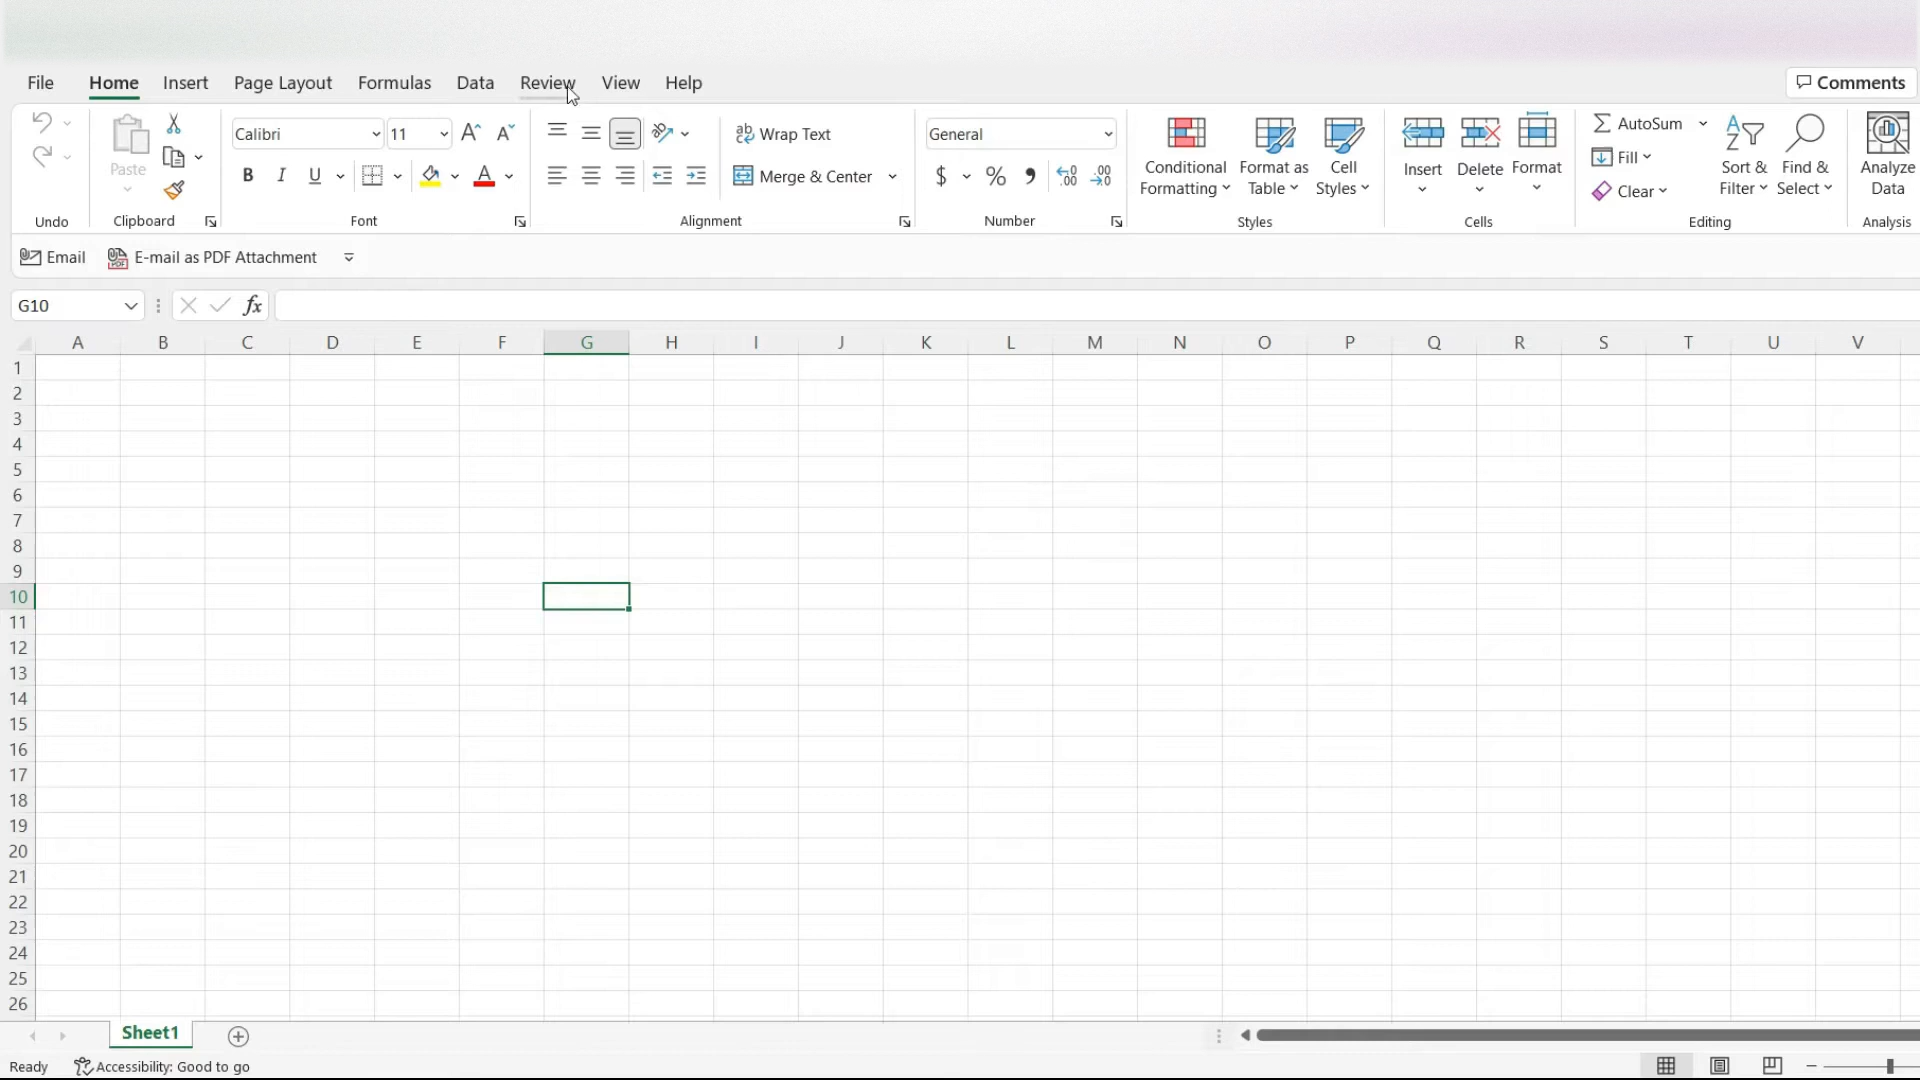 File Home Insert Page Layout Formulas Data Review View Help Comments
Calibri 11 Wrap Text General AutoSum
Paste B I U Merge & Center $ % Conditional Formatting Format as Table Cell Styles Insert Delete Format Fill Clear Sort & Filter Find & Select Analyze Data
Undo Clipboard Font Alignment Number Styles Cells Editing Analysis
Email E-mail as PDF Attachment
G10 fx
A B C D E F G H I J K L M N O P Q R S T U V
1
2
3
4
5
6
7
8
9
10
11
12
13
14
15
16
17
18
19
20
21
22
23
24
25
26
Sheet1
Ready Accessibility: Good to go